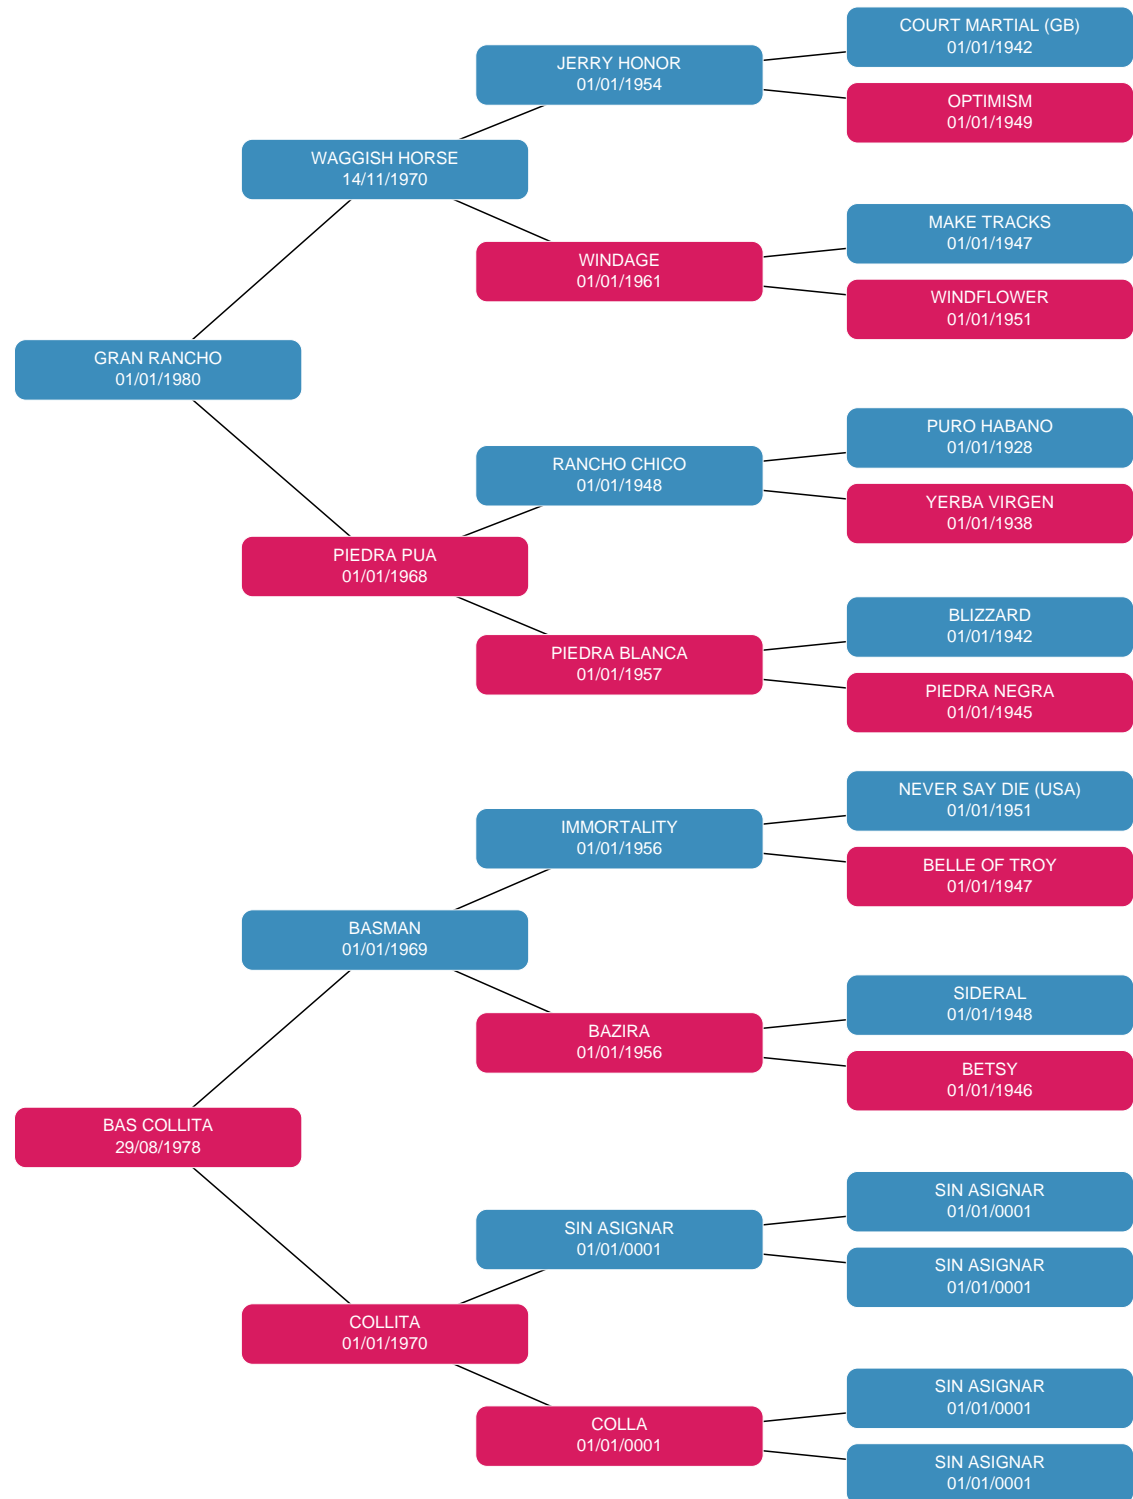 COURT MARTIAL (GB)
01/01/1942
JERRY HONOR
01/01/1954
OPTIMISM
01/01/1949
WAGGISH HORSE
14/11/1970
MAKE TRACKS
01/01/1947
WINDAGE
01/01/1961
WINDFLOWER
01/01/1951
GRAN RANCHO
01/01/1980
PURO HABANO
01/01/1928
RANCHO CHICO
01/01/1948
YERBA VIRGEN
01/01/1938
PIEDRA PUA
01/01/1968
BLIZZARD
01/01/1942
PIEDRA BLANCA
01/01/1957
PIEDRA NEGRA
01/01/1945
NEVER SAY DIE (USA)
01/01/1951
IMMORTALITY
01/01/1956
BELLE OF TROY
01/01/1947
BASMAN
01/01/1969
SIDERAL
01/01/1948
BAZIRA
01/01/1956
BETSY
01/01/1946
BAS COLLITA
29/08/1978
SIN ASIGNAR
01/01/0001
SIN ASIGNAR
01/01/0001
SIN ASIGNAR
01/01/0001
COLLITA
01/01/1970
SIN ASIGNAR
01/01/0001
COLLA
01/01/0001
SIN ASIGNAR
01/01/0001